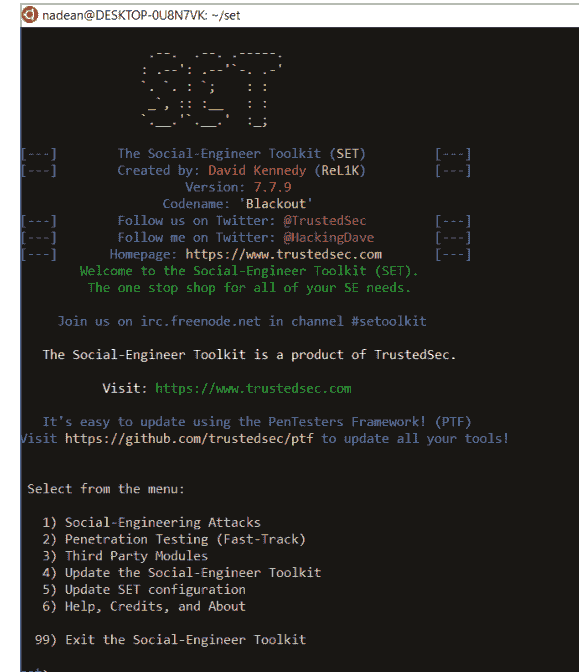 nadean@DESKTOP-0U8N7VK: ~/set
[---] The Social-Engineer Toolkit (SET) [---]
[---] Created by: David Kennedy (ReL1K) [---]
Version: 7.7.9
Codename: 'Blackout'
[---] Follow us on Twitter: @TrustedSec [---]
[---] Follow me on Twitter: @HackingDave [---]
[---] Homepage: https://www.trustedsec.com [---]
Welcome to the Social-Engineer Toolkit (SET).
The one stop shop for all of your SE needs.
Join us on irc.freenode.net in channel #setoolkit
The Social-Engineer Toolkit is a product of TrustedSec.
Visit: https://www.trustedsec.com
It's easy to update using the PenTesters Framework! (PTF)
Visit https://github.com/trustedsec/ptf to update all your tools!
Select from the menu:
1) Social-Engineering Attacks
2) Penetration Testing (Fast-Track)
3) Third Party Modules
4) Update the Social-Engineer Toolkit
5) Update SET configuration
6) Help, Credits, and About
99) Exit the Social-Engineer Toolkit